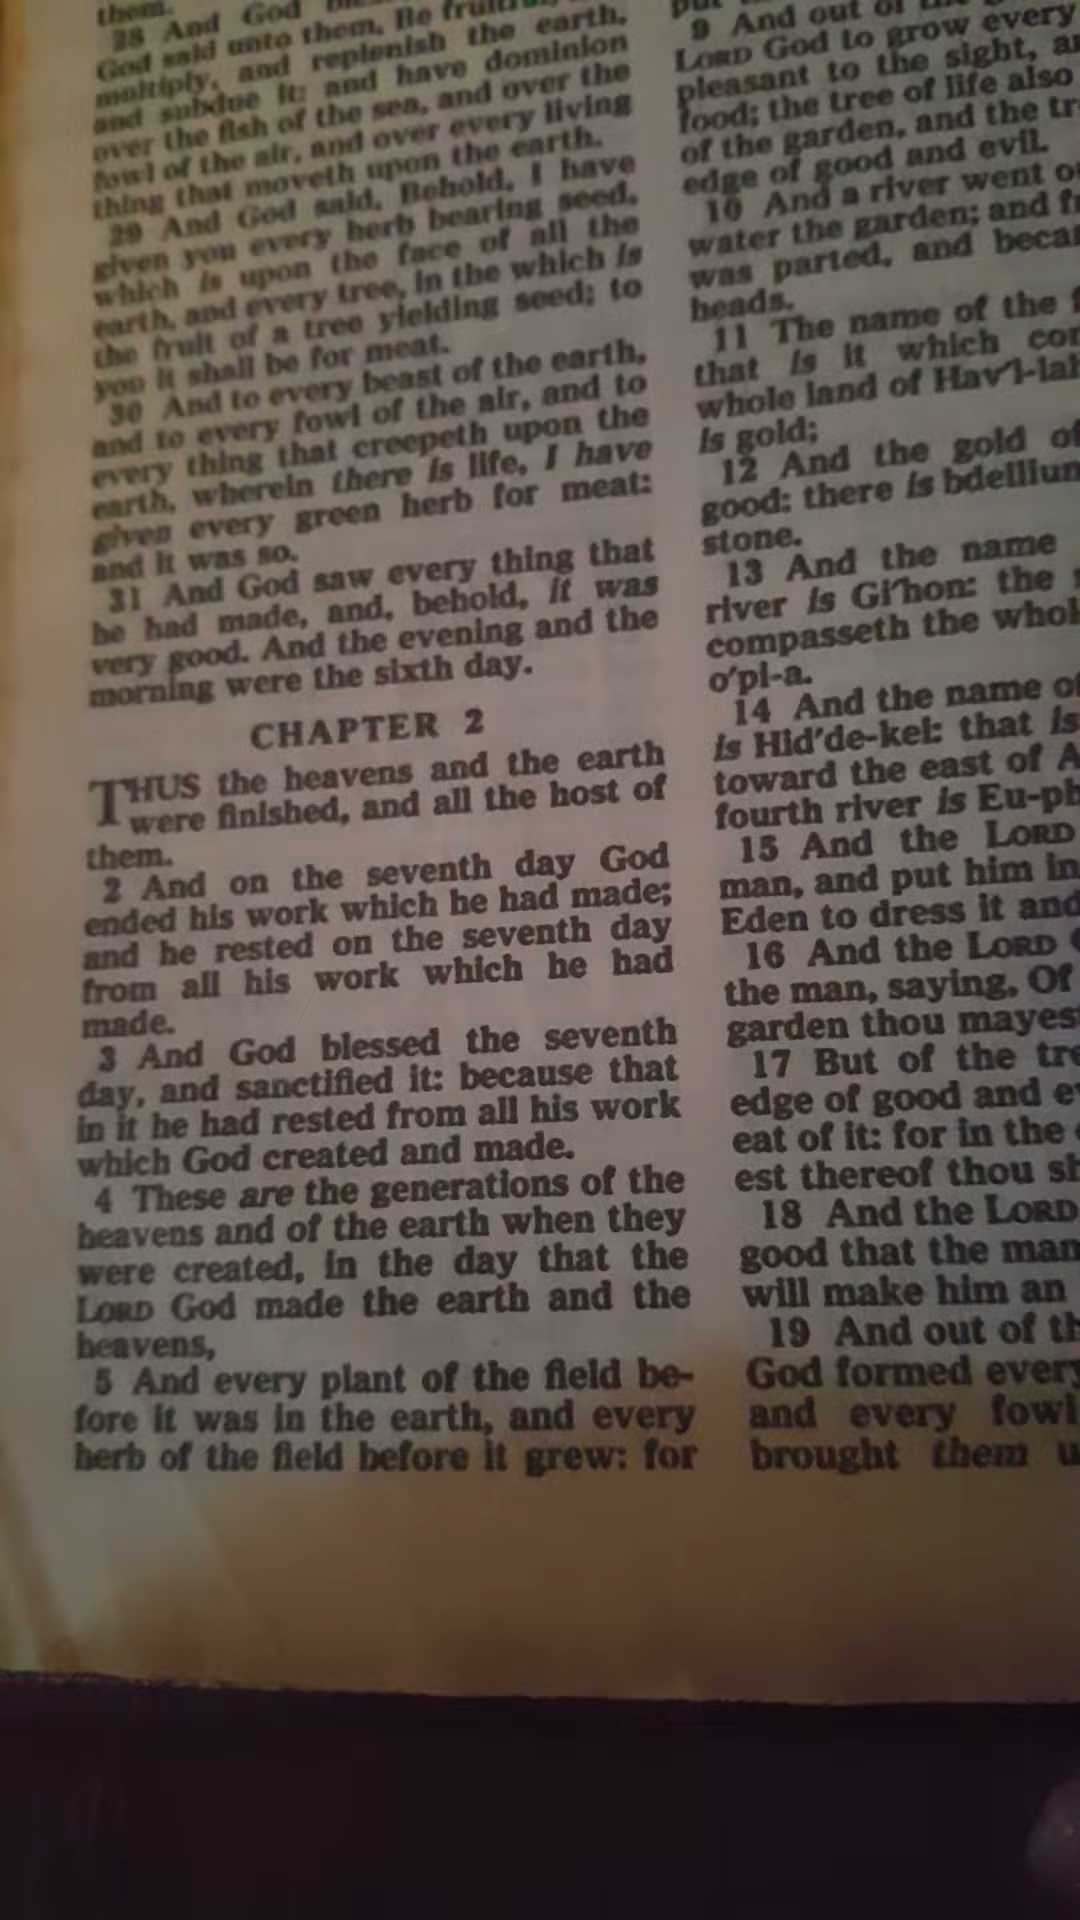 them.
28 And God
God said unto them, Be fruitful,
multiply, and replenish the earth,
and subdue it: and have dominion
over the fish of the sea, and over the
fowl of the air, and over every living
thing that moveth upon the earth.
29 And God said, Behold, I have
given you every herb bearing seed,
which is upon the face of all the
earth, and every tree, in the which is
the fruit of a tree yielding seed; to
you it shall be for meat.
30 And to every beast of the earth,
and to every fowl of the air, and to
every thing that creepeth upon the
earth, wherein there is life, I have
given every green herb for meat:
and it was so.
31 And God saw every thing that
he had made, and, behold, it was
very good. And the evening and the
morning were the sixth day.
CHAPTER 2
THUS the heavens and the earth
were finished, and all the host of
them.
2 And on the seventh day God
ended his work which he had made;
and he rested on the seventh day
from all his work which he had
made.
3 And God blessed the seventh
day, and sanctified it: because that
in it he had rested from all his work
which God created and made.
4 These are the generations of the
heavens and of the earth when they
were created, in the day that the
LORD God made the earth and the
heavens,
5 And every plant of the field be-
fore it was in the earth, and every
herb of the field before it grew: for
put
9 And out of
LORD God to grow every
pleasant to the sight, a
food; the tree of life also
of the garden, and the tr
edge of good and evil.
10 And a river went o
water the garden; and f
was parted, and beca
heads.
11 The name of the
that is it which co
whole land of Hav'i-lah
is gold;
12 And the gold of
good: there is bdellium
stone.
13 And the name
river is Gi'hon: the
compasseth the whol
o'pi-a.
14 And the name of
is Hid'de-kel: that is
toward the east of A
fourth river is Eu-ph
15 And the LORD
man, and put him in
Eden to dress it and
16 And the LORD
the man, saying, Of
garden thou mayes
17 But of the tre
edge of good and e
eat of it: for in the
est thereof thou sh
18 And the LORD
good that the man
will make him an
19 And out of th
God formed every
and every fowl
brought them u